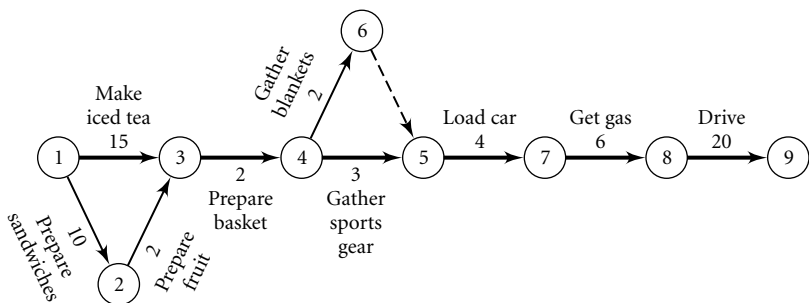 6
Gather
blankets
2
Make
iced tea
15
Load car
4
Get gas
6
Drive
20
1
3
4
5
7
8
9
2
Prepare
basket
3
Gather
sports
gear
10
Prepare
sandwiches
2
Prepare
fruit
2